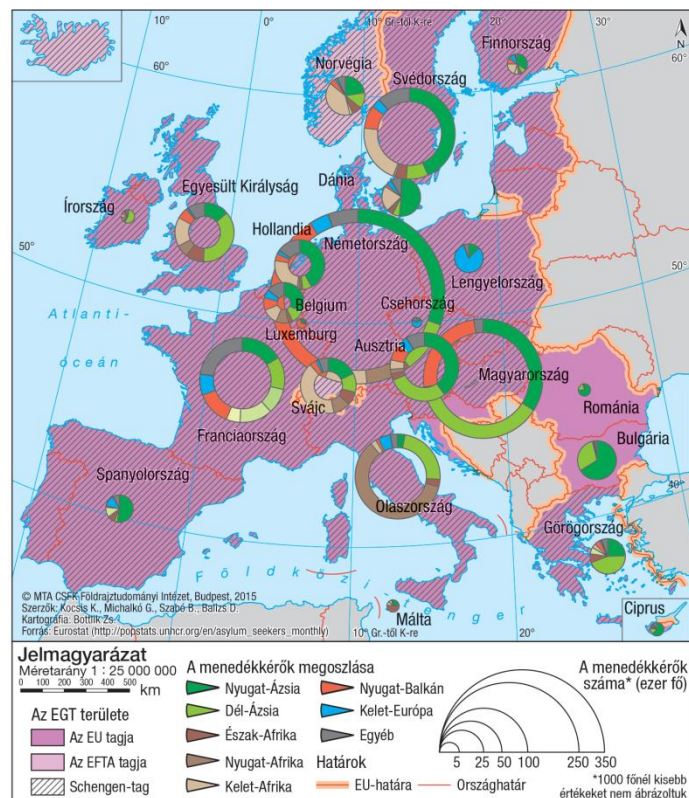 10°
0°
10° Gr.-től K-re
20°
30°
60°
60°
50°
50°
40°
40°
10° Gr.-től K-re
20°
N
Norvégia
Svédország
Finnország
Dánia
Írország
Egyesült Királyság
Hollandia
Németország
Lengyelország
Belgium
Csehország
Luxemburg
Ausztria
Magyarország
Svájc
Franciaország
Románia
Bulgária
Spanyolország
Olaszország
Görögország
Málta
Ciprus
Atlanti-
óceán
Földközi-tenger
© MTA CSFK Földrajztudományi Intézet, Budpest, 2015
Szerzők: Kocsis K., Michalkó G., Szabó B., Balizs D.
Kartográfia: Bottlik Zs.
Forrás: Eurostat (http://popstats.unhcr.org/en/asylum_seekers_monthly)
Jelmagyarázat
Méretarány 1 : 25 000 000
0 100 200 300 400 500
km
Az EGT területe
Az EU tagja
Az EFTA tagja
Schengen-tag
A menedékkérők megoszlása
Nyugat-Ázsia
Dél-Ázsia
Észak-Afrika
Nyugat-Afrika
Kelet-Afrika
Nyugat-Balkán
Kelet-Európa
Egyéb
Határok
EU-határa
Országhatár
A menedékkérők
száma* (ezer fő)
5 25 50 100 250 350
*1000 főnél kisebb
értékeket nem ábrázoltuk